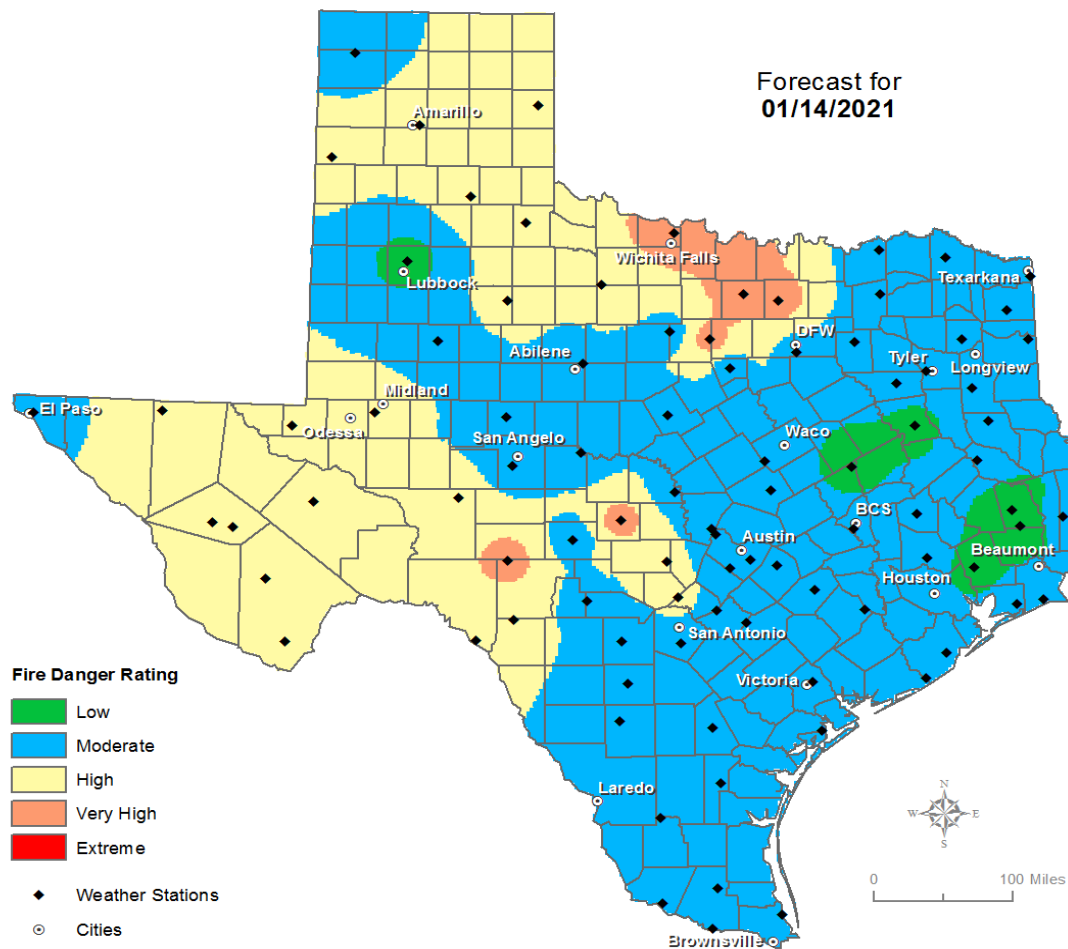 Forecast for
01/14/2021
Amarillo
Wichita Falls
Lubbock
Texarkana
DFW
Abilene
Tyler
Longview
Midland
El Paso
Odessa
Waco
San Angelo
BCS
Austin
Beaumont
Houston
San Antonio
Victoria
Laredo
Brownsville
Fire Danger Rating
Low
Moderate
High
Very High
Extreme
Weather Stations
Cities
N
W E
S
0 100 Miles